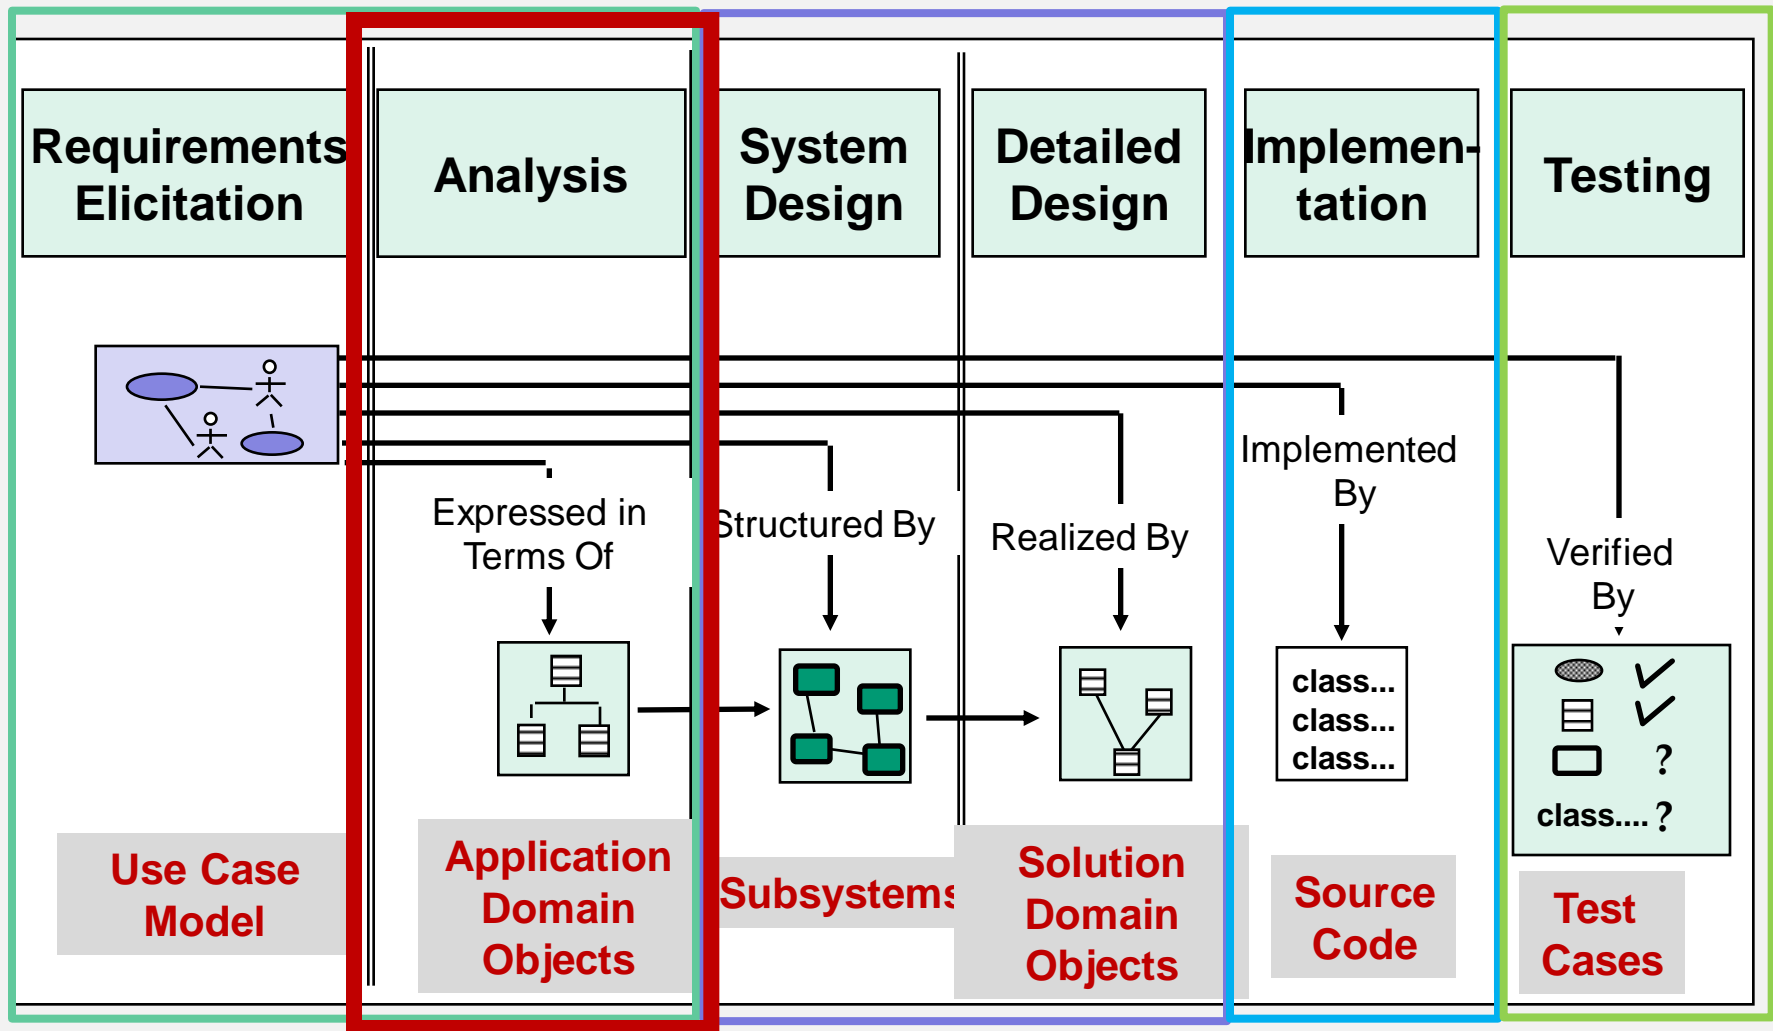 Requirements
Elicitation
Analysis
System
Design
Detailed
Design
Implemen-
tation
Testing
Expressed in
Terms Of
Structured By
Realized By
Implemented
By
Verified
By
class...
class...
class...
?
class.... ?
Use Case
Model
Application
Domain
Objects
Subsystems
Solution
Domain
Objects
Source
Code
Test
Cases